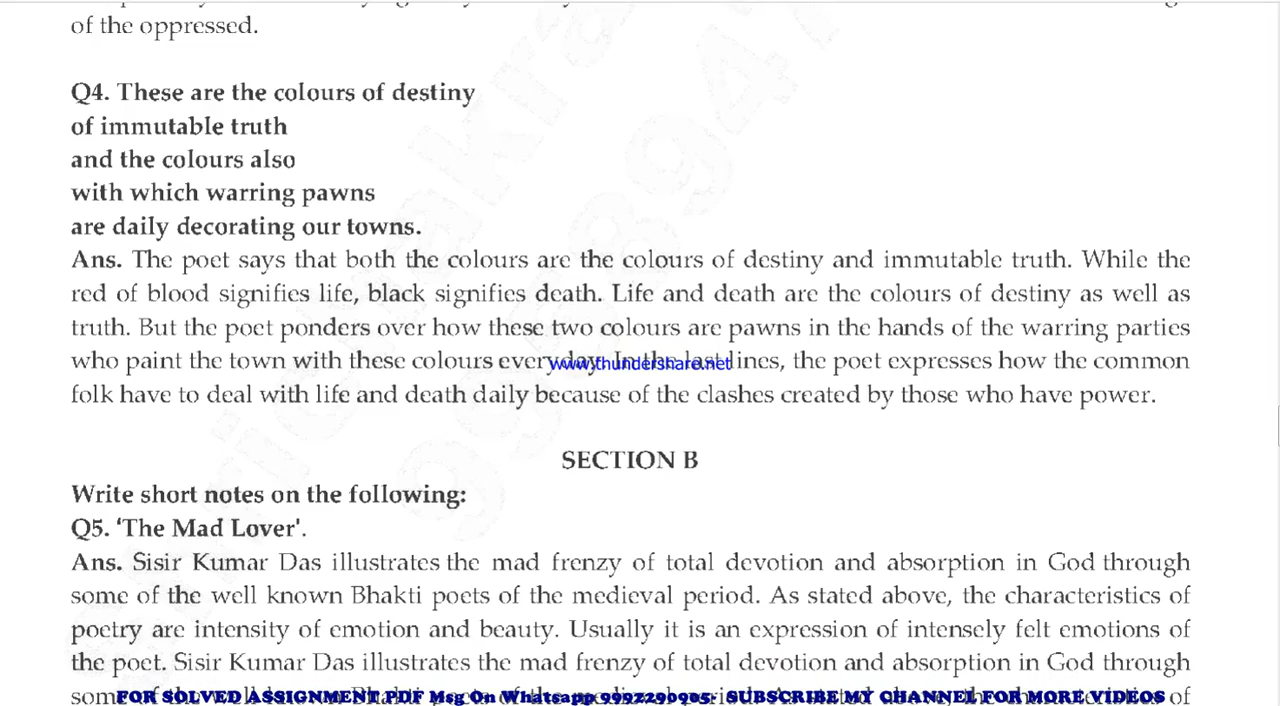 of the oppressed.
Q4. These are the colours of destiny
of immutable truth
and the colours also
with which warring pawns
are daily decorating our towns.
Ans. The poet says that both the colours are the colours of destiny and immutable truth. While the
red of blood signifies life, black signifies death. Life and death are the colours of destiny as well as
truth. But the poet ponders over how these two colours are pawns in the hands of the warring parties
who paint the town with these colours everyday. In the last lines, the poet expresses how the common
www.thundershare.net
folk have to deal with life and death daily because of the clashes created by those who have power.
SECTION B
Write short notes on the following:
Q5. 'The Mad Lover'.
Ans. Sisir Kumar Das illustrates the mad frenzy of total devotion and absorption in God through
some of the well known Bhakti poets of the medieval period. As stated above, the characteristics of
poetry are intensity of emotion and beauty. Usually it is an expression of intensely felt emotions of
the poet. Sisir Kumar Das illustrates the mad frenzy of total devotion and absorption in God through
some of
FOR SOLVED ASSIGNMENT PDF Msg On Whatsapp 9992290905- SUBSCRIBE MY CHANNEL FOR MORE VIDEOS